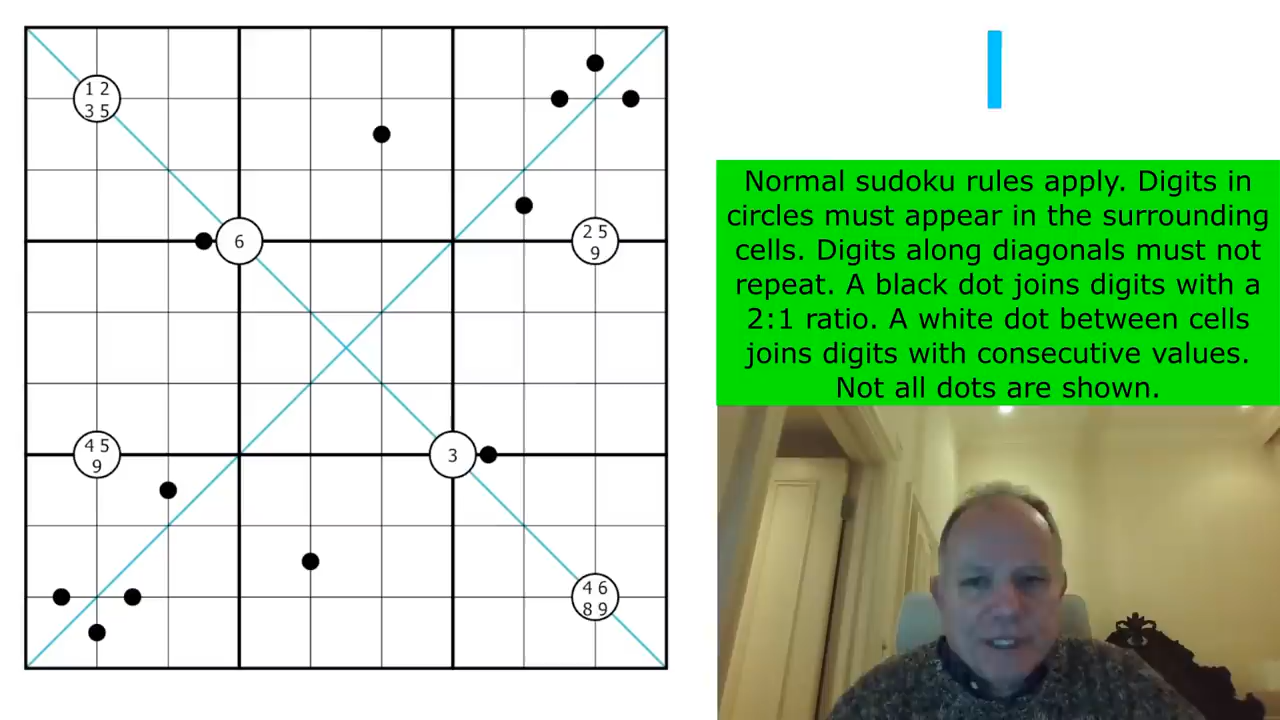 1 2
3 5
6
2 5
9
4 5
9
3
4 6
8 9
Normal sudoku rules apply. Digits in
circles must appear in the surrounding
cells. Digits along diagonals must not
repeat. A black dot joins digits with a
2:1 ratio. A white dot between cells
joins digits with consecutive values.
Not all dots are shown.